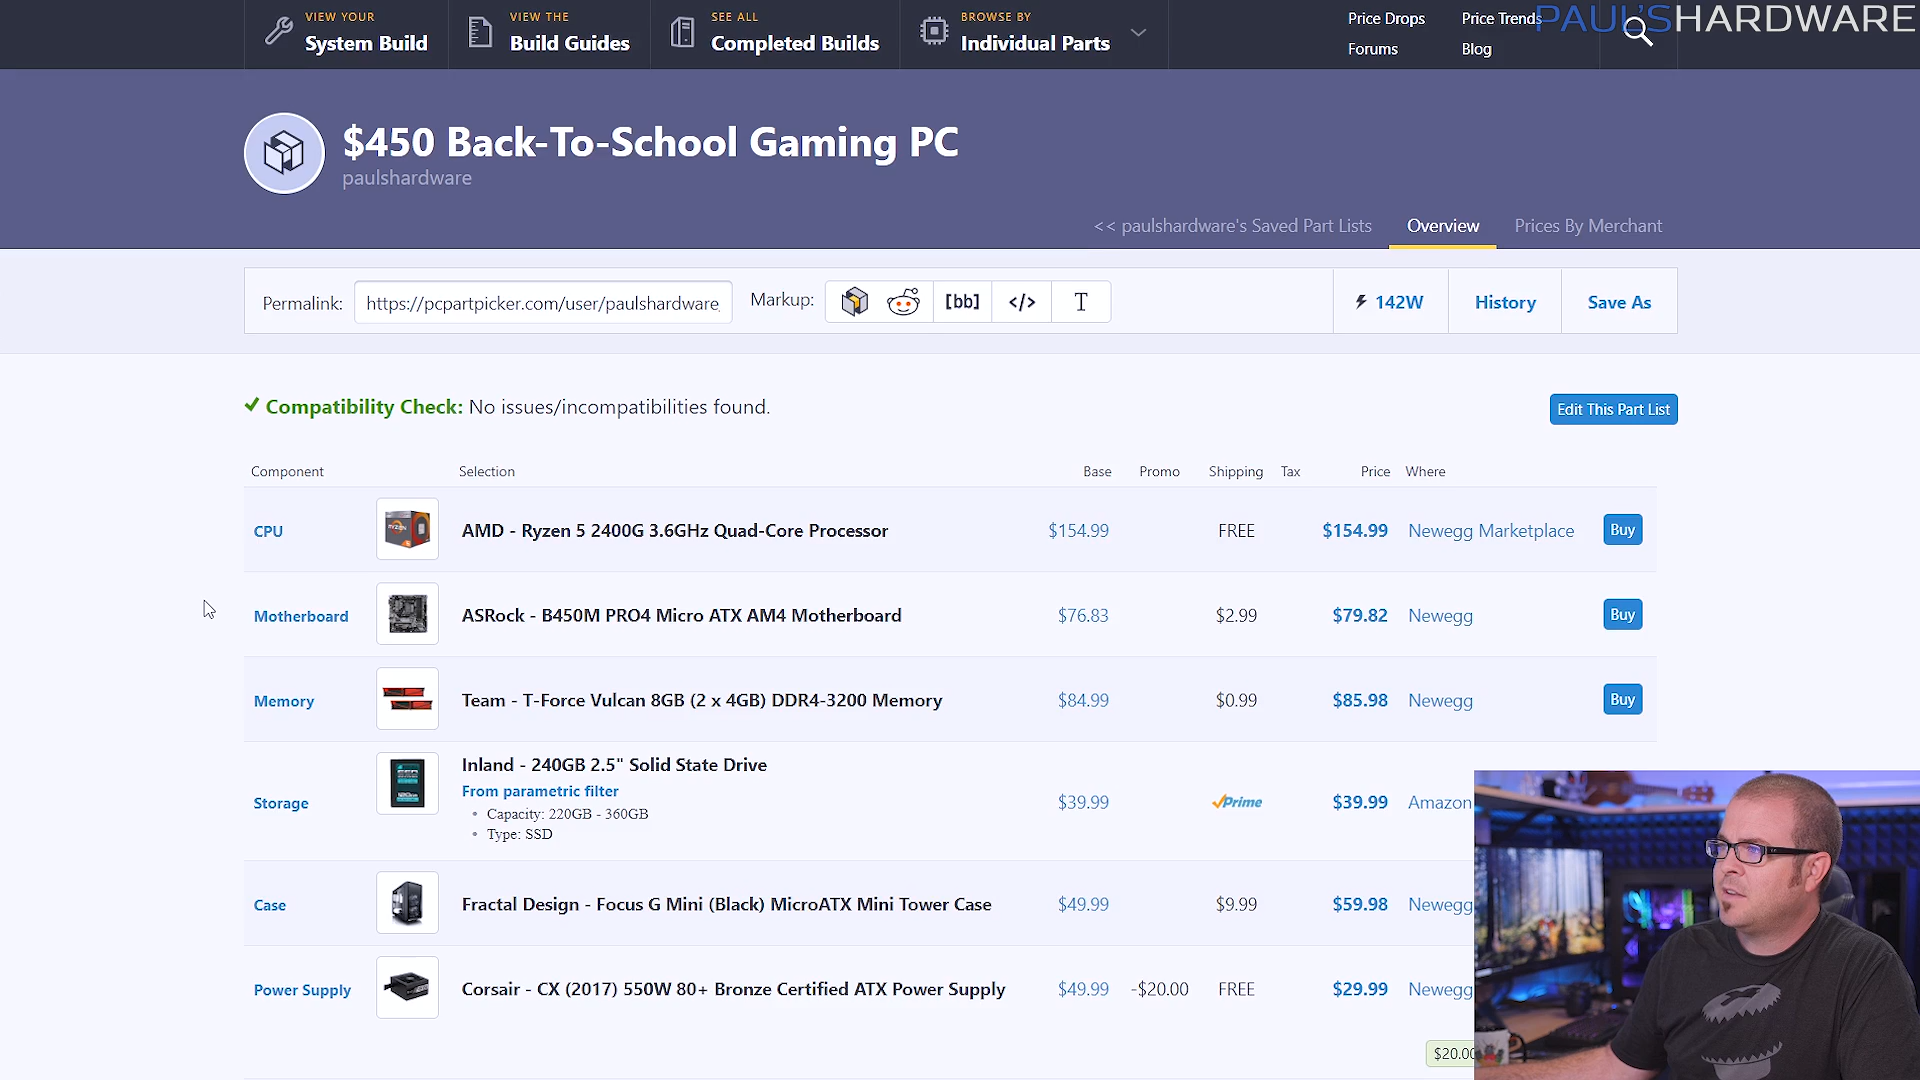 VIEW YOUR
System Build
VIEW THE
Build Guides
SEE ALL
Completed Builds
BROWSE BY
Individual Parts
Price Drops
Price Trends
Forums
Blog
PAUL'SHARDWARE
$450 Back-To-School Gaming PC
paulshardware
<< paulshardware's Saved Part Lists
Overview
Prices By Merchant
Permalink: https://pcpartpicker.com/user/paulshardware
Markup: [bb] </> T
142W
History
Save As
Compatibility Check: No issues/incompatibilities found.
Edit This Part List
Component Selection Base Promo Shipping Tax Price Where
CPU AMD - Ryzen 5 2400G 3.6GHz Quad-Core Processor $154.99 FREE $154.99 Newegg Marketplace Buy
Motherboard ASRock - B450M PRO4 Micro ATX AM4 Motherboard $76.83 $2.99 $79.82 Newegg Buy
Memory Team - T-Force Vulcan 8GB (2 x 4GB) DDR4-3200 Memory $84.99 $0.99 $85.98 Newegg Buy
Inland - 240GB 2.5" Solid State Drive
From parametric filter
Storage $39.99 Prime $39.99 Amazon
• Capacity: 220GB - 360GB
• Type: SSD
Case Fractal Design - Focus G Mini (Black) MicroATX Mini Tower Case $49.99 $9.99 $59.98 Newegg
Power Supply Corsair - CX (2017) 550W 80+ Bronze Certified ATX Power Supply $49.99 -$20.00 FREE $29.99 Newegg
$20.00